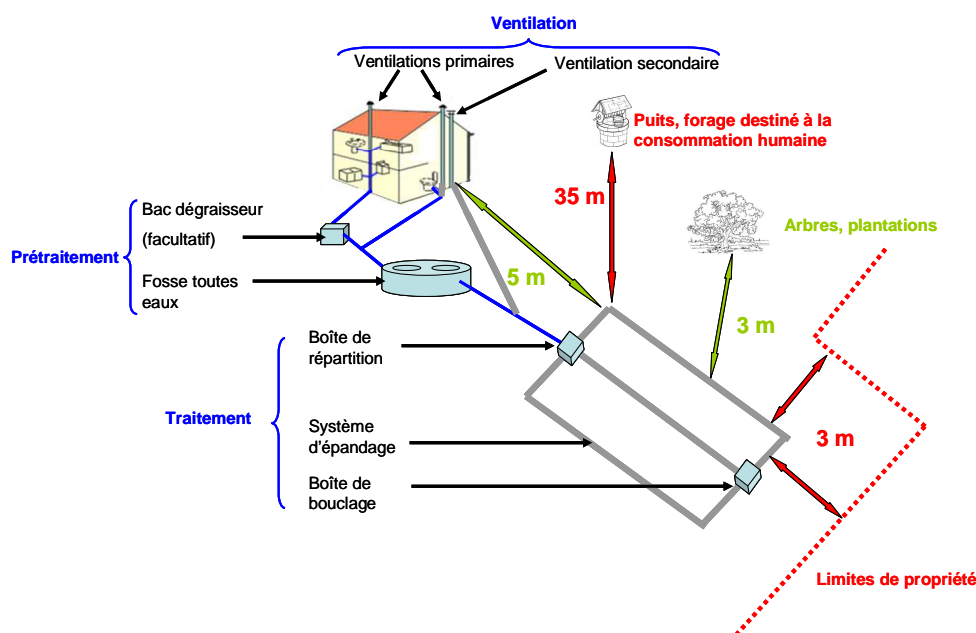 Ventilation
Ventilations primaires
Ventilation secondaire
Puits, forage destiné à la
consommation humaine
35 m
Arbres, plantations
Bac dégraisseur
(facultatif)
Prétraitement
Fosse toutes
eaux
5 m
3 m
Boîte de
répartition
Traitement
Système
d'épandage
3 m
Boîte de
bouclage
Limites de propriété